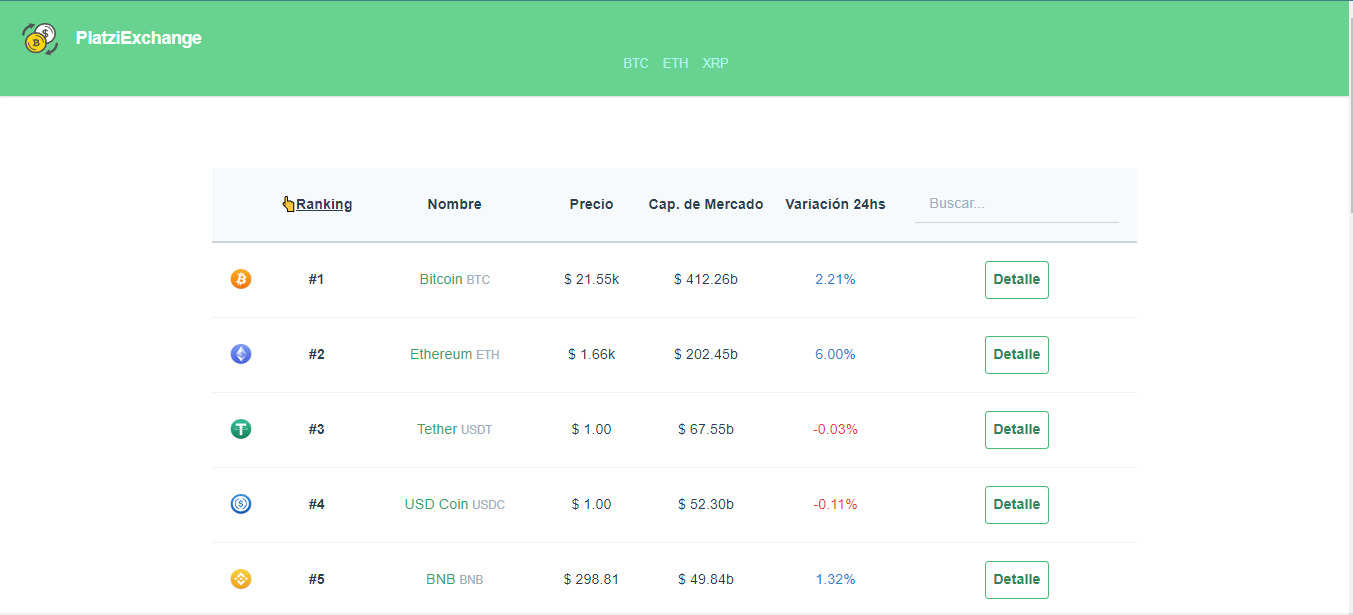 PlatziExchange
BTC ETH XRP
Ranking Nombre Precio Cap. de Mercado Variación 24hs Buscar...
#1 Bitcoin BTC $ 21.55k $ 412.26b 2.21% Detalle
#2 Ethereum ETH $ 1.66k $ 202.45b 6.00% Detalle
#3 Tether USDT $ 1.00 $ 67.55b -0.03% Detalle
#4 USD Coin USDC $ 1.00 $ 52.30b -0.11% Detalle
#5 BNB BNB $ 298.81 $ 49.84b 1.32% Detalle